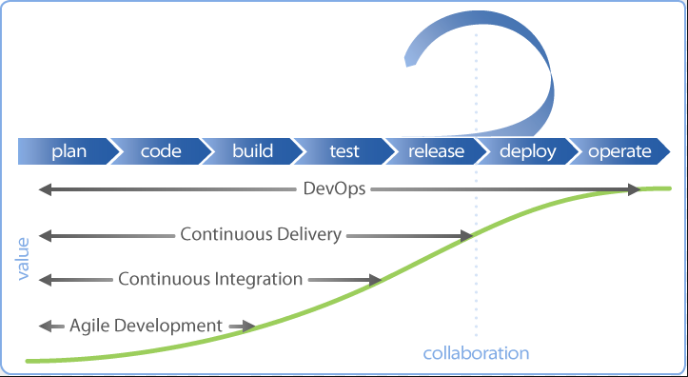 plan code build test release deploy operate
DevOps
Continuous Delivery
value
Continuous Integration
Agile Development
collaboration